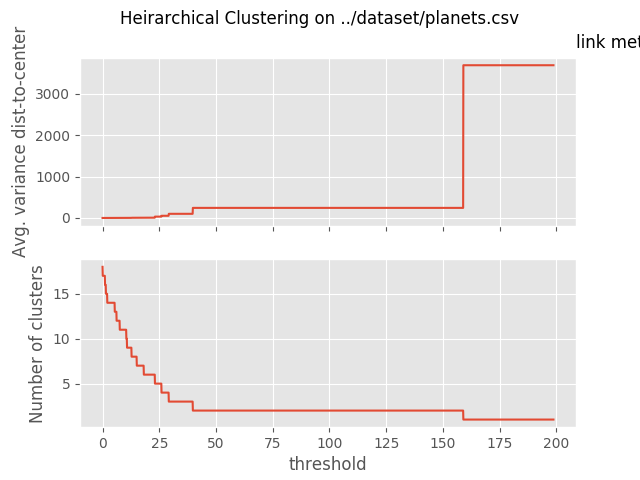 Heirarchical Clustering on ../dataset/planets.csv
link met
Avg. variance dist-to-center
3000
2000
1000
0
Number of clusters
15
10
5
0 25 50 75 100 125 150 175 200
threshold